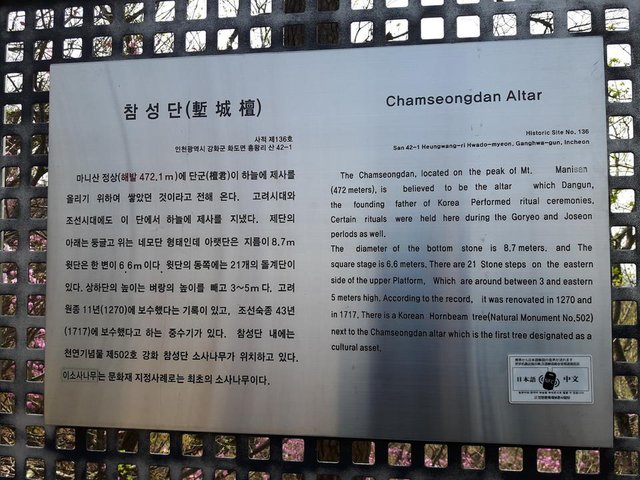 참성단(塹城檀)
사적 제136호
인천광역시 강화군 화도면 흥왕리 산 42-1
마니산 정상(해발 472.1m)에 단군(檀君)이 하늘에 제사를
올리기 위하여 쌓았던 것이라고 전해 온다. 고려시대와
조선시대에도 이 단에서 하늘에 제사를 지냈다. 제단의
아래는 둥글고 위는 네모단 형태인데 아랫단은 지름이 8.7m
윗단은 한 변이 6 6m이다. 윗단의 동쪽에는 21개의 돌계단이
있다. 상하단의 높이는 벼랑의 높이를 빼고 3~5m다. 고려
원종 11년(1270)에 보수했다는 기록이 있고, 조선숙종 43년
(1717)에 보수했다고 하는 중수기가 있다. 참성단 내에는
천연기념물 제502호 강화 참성단 소사나무가 위치하고 있다.
이소사나무는 문화재 지정사례로는 최초의 소사나무이다.
Chamseongdan Altar
Historic Site No. 136
San 42-1 Heungwang-ri Hwado-myeon, Ganghwa-gun, Incheon
The Chamseongdan, located on the peak of Mt. Manisan
(472 meters), is believed to be the altar which Dangun,
the founding father of Korea Performed ritual ceremonies.
Certain rituals were held here during the Goryeo and Joseon
periods as well.
The diameter of the bottom stone is 8.7 meters, and The
square stage is 6.6 meters. There are 21 Stone steps on the eastern
side of the upper Platform, Which are around between 3 and eastern
5 meters high. According to the record, it was renovated in 1270 and
in 1717. There is a Korean Hornbeam tree(Natural Monument No.502)
next to the Chamseongdan altar which is the first tree designated as a
cultural asset.
日本語 中文